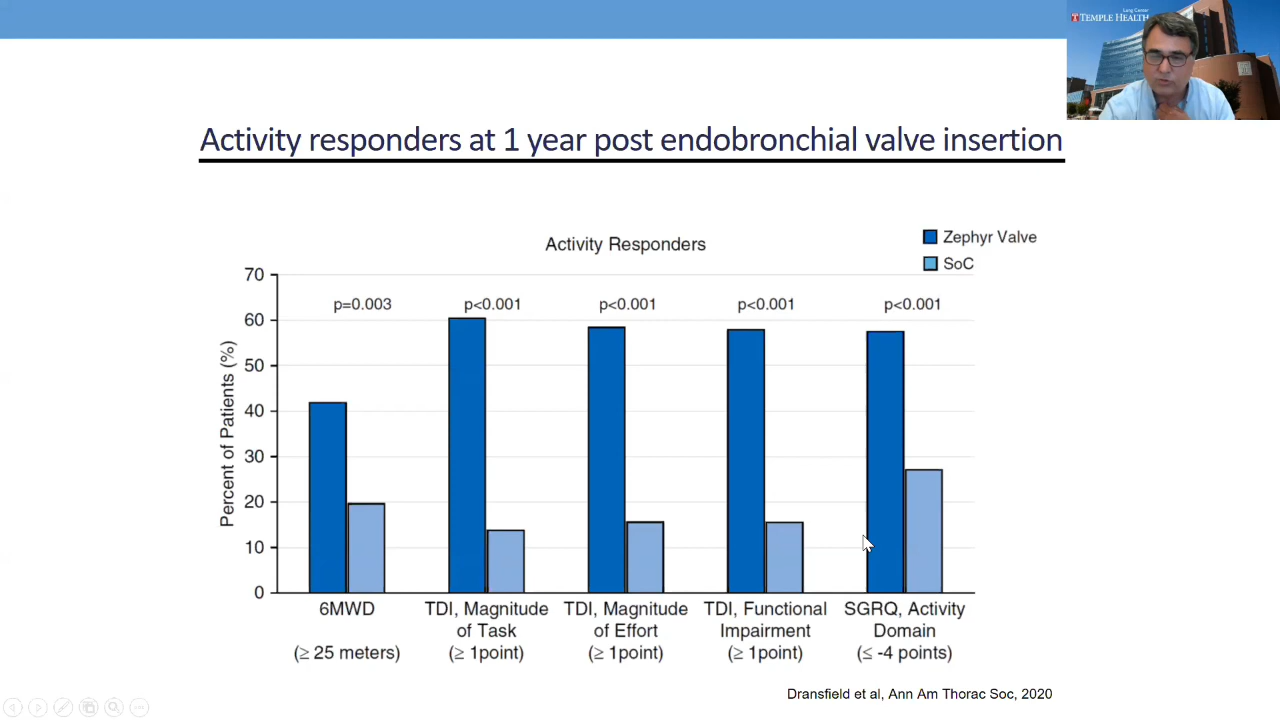 Lung Center
TEMPLE HEALTH
Activity responders at 1 year post endobronchial valve insertion
Activity Responders
Zephyr Valve
SoC
Percent of Patients (%)
70
60
50
40
30
20
10
0
p=0.003
p<0.001
p<0.001
p<0.001
p<0.001
6MWD
(≥ 25 meters)
TDI, Magnitude
of Task
(≥ 1point)
TDI, Magnitude
of Effort
(≥ 1point)
TDI, Functional
Impairment
(≥ 1point)
SGRQ, Activity
Domain
(≤ -4 points)
Dransfield et al, Ann Am Thorac Soc, 2020